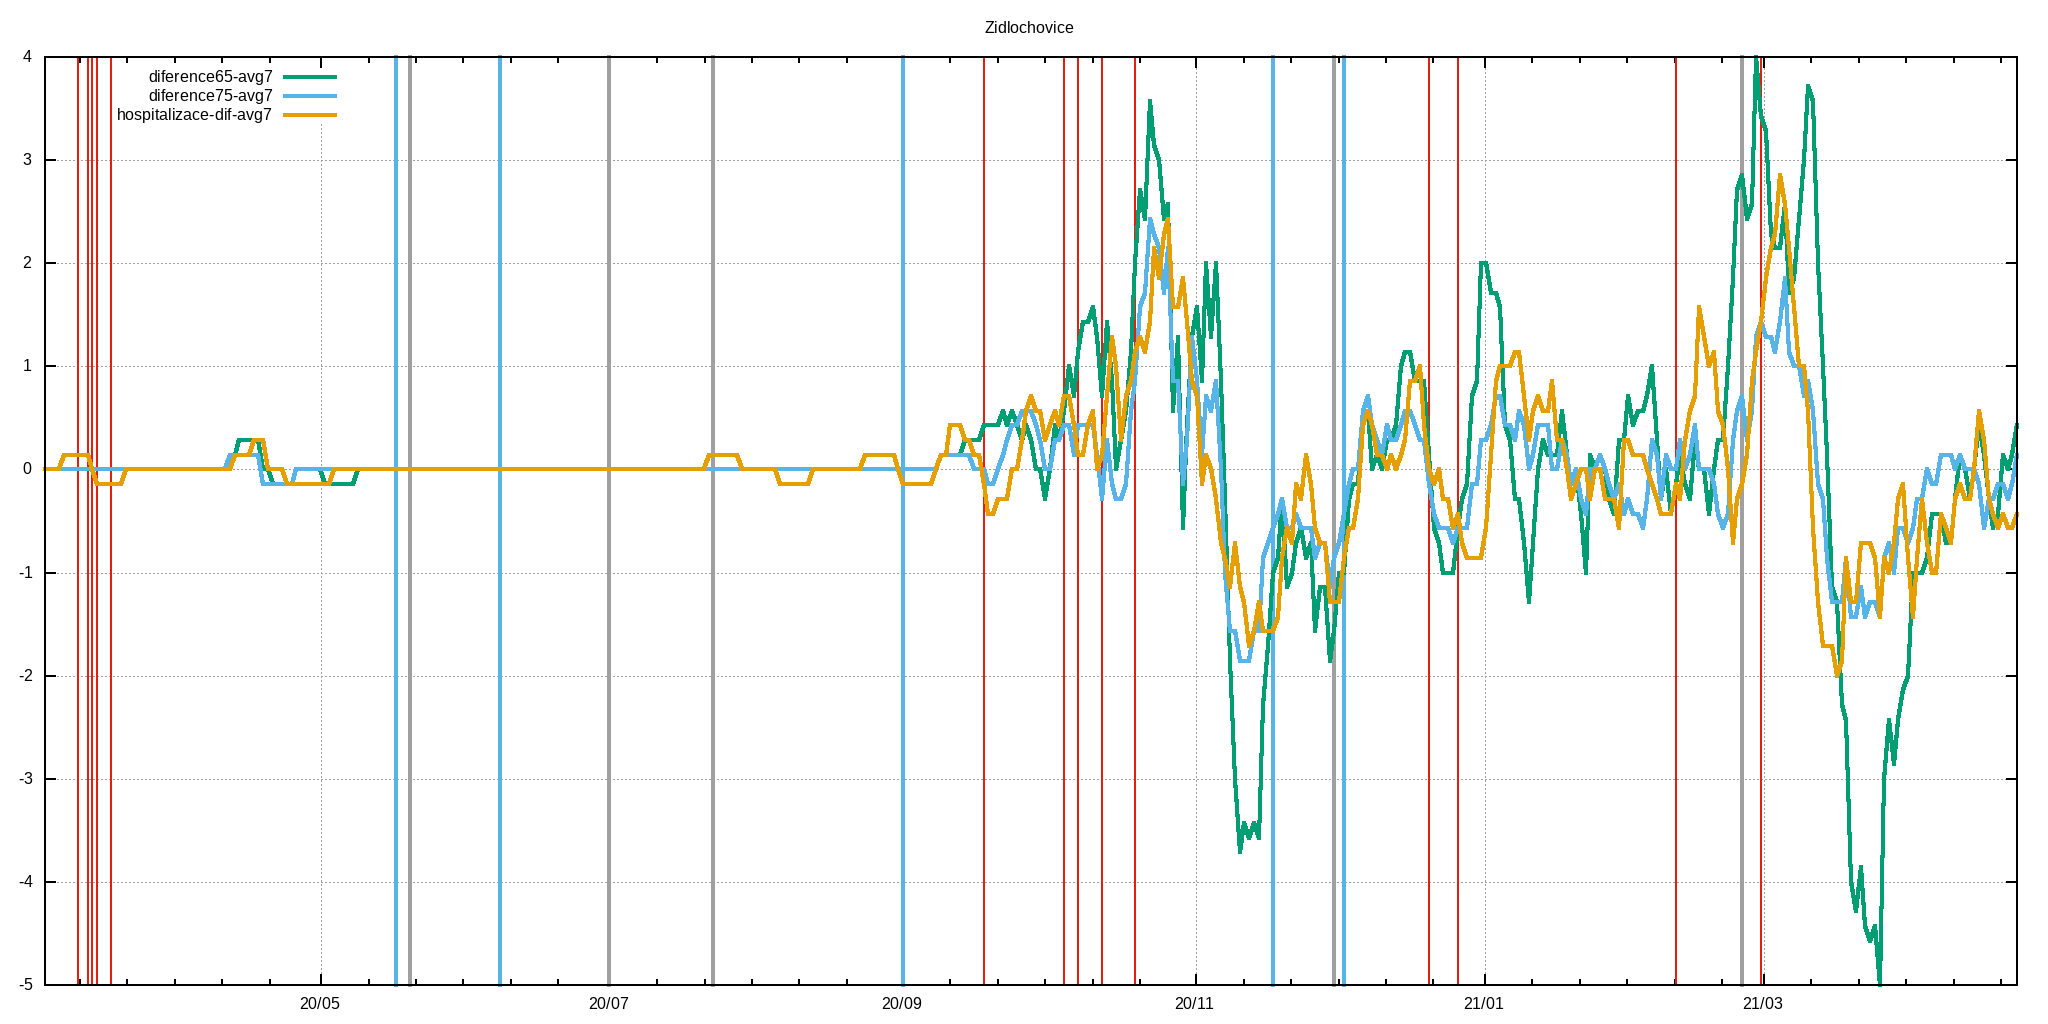 Zidlochovice
diference65-avg7
diference75-avg7
hospitalizace-dif-avg7
4
3
2
1
0
-1
-2
-3
-4
-5
20/05 20/07 20/09 20/11 21/01 21/03